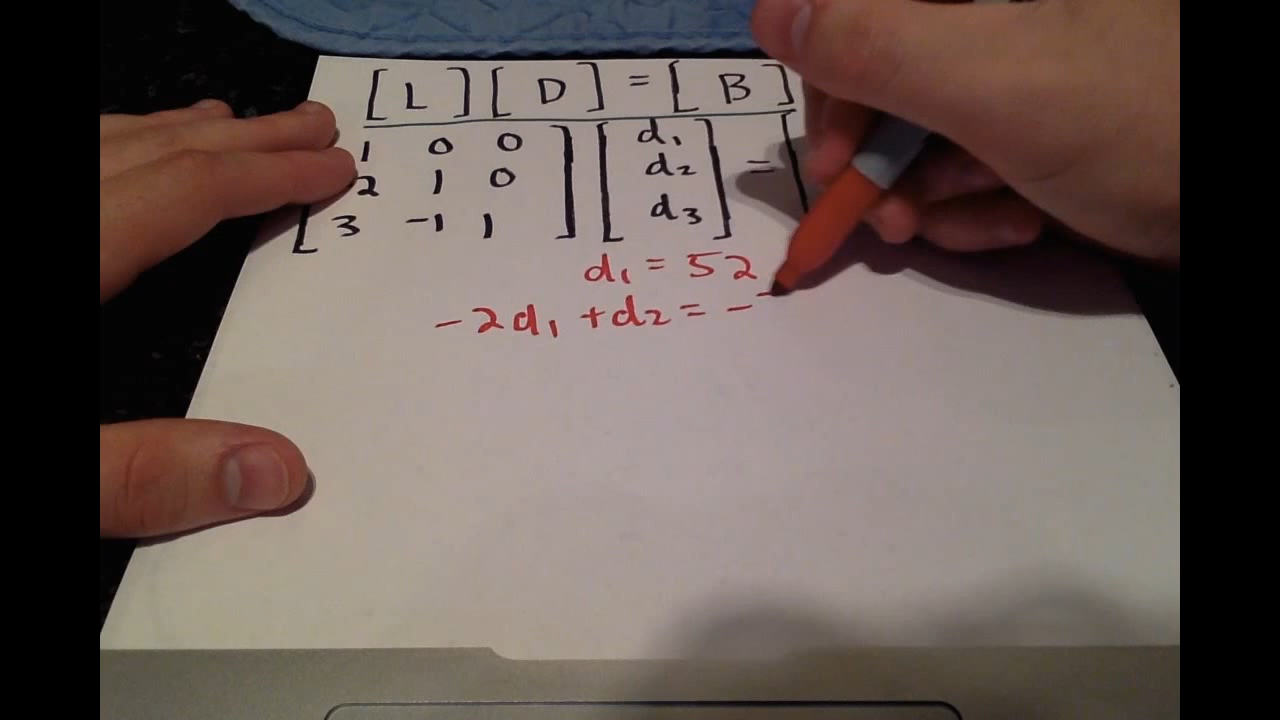 [ L ] [ D ] = [ B ]
1 0 0 ] [ d1 ] = [
2 1 0 d2
[ 3 -1 1 d3
d1 = 52
-2d1 + d2 = -